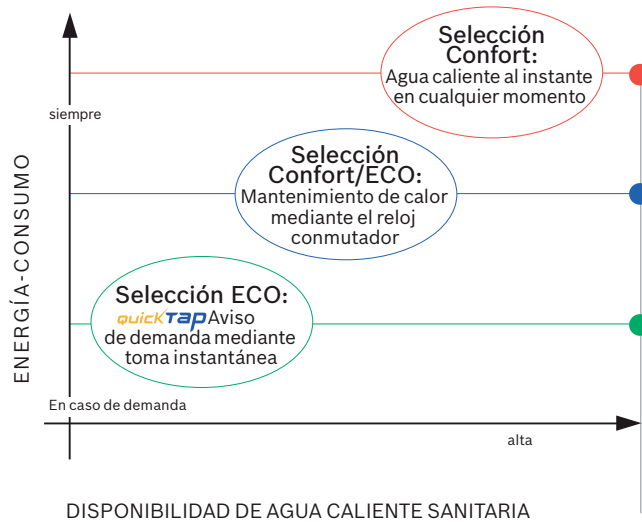 Selección
Confort:
Agua caliente al instante
en cualquier momento
siempre
Selección
Confort/ECO:
Mantenimiento de calor
mediante el reloj
conmutador
ENERGÍA-CONSUMO
Selección ECO:
quickTap Aviso
de demanda mediante
toma instantánea
En caso de demanda
alta
DISPONIBILIDAD DE AGUA CALIENTE SANITARIA